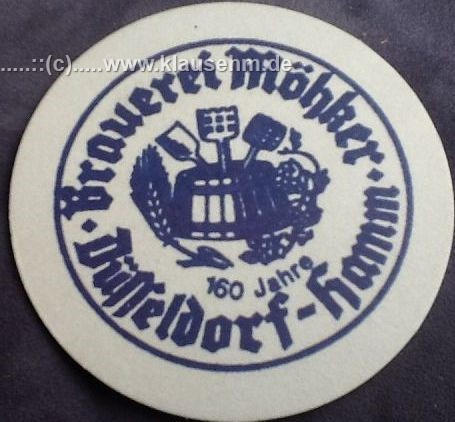 .....::(c).....www.klausehm.de
Brauerei Möhker
160 Jahre
Düsseldorf-Hamm